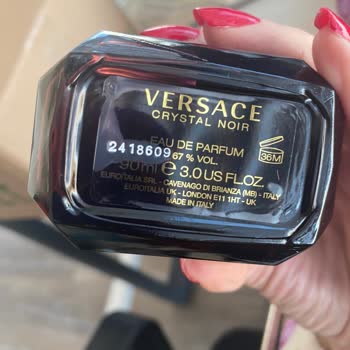 VERSACE
CRYSTAL NOIR
EAU DE PARFUM
2418609 67 % VOL.
90ml e 3.0 US FL.OZ.
36M
EUROITALIA SRL - CAVENAGO DI BRIANZA (MB) - ITALY
EUROITALIA UK - LONDON E11 1HT - UK
MADE IN ITALY